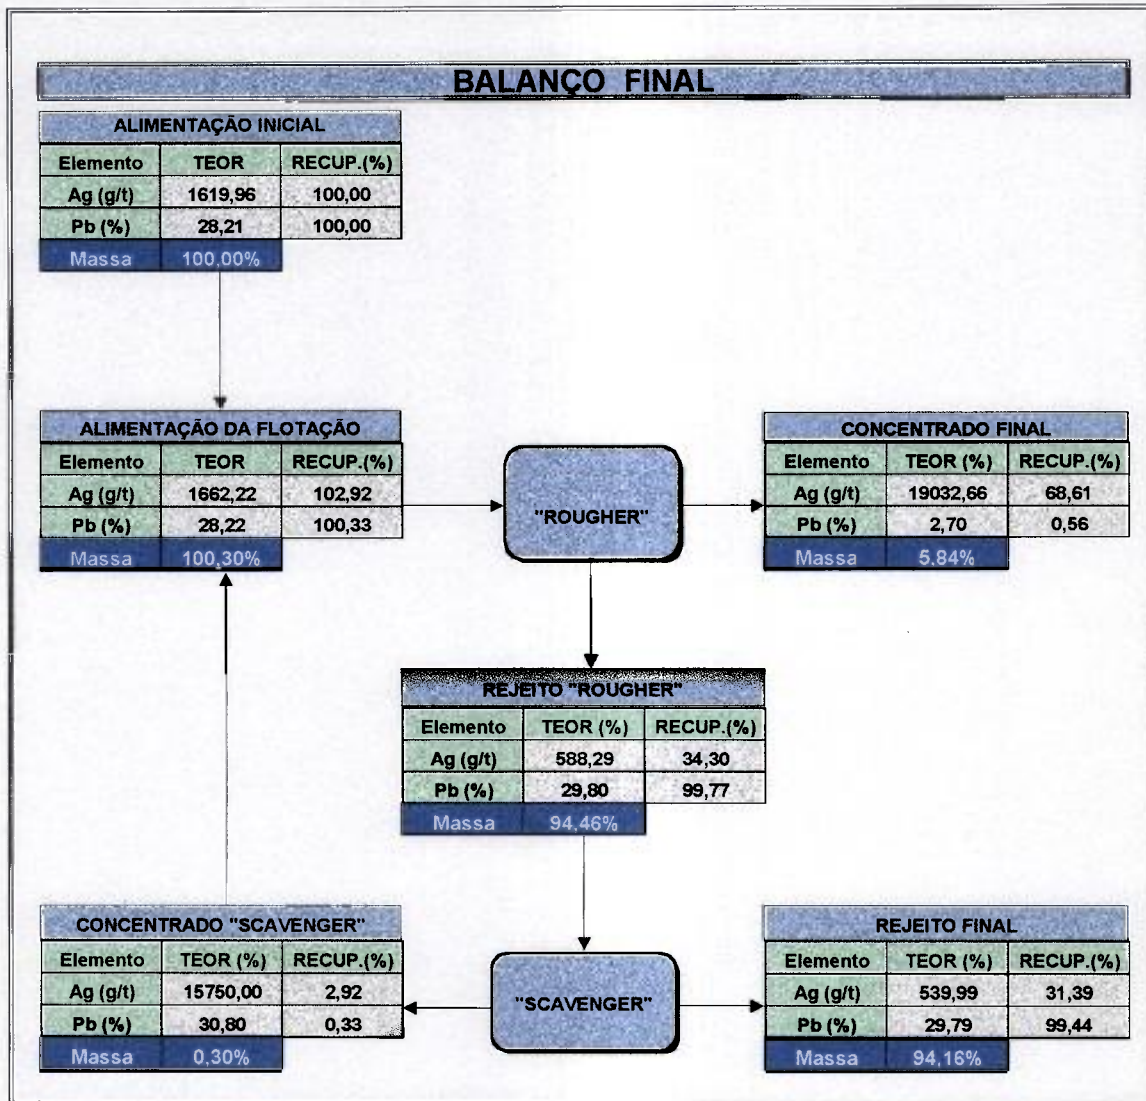 BALANÇO FINAL
ALIMENTAÇÃO INICIAL
Elemento TEOR RECUP.(%)
Ag (g/t) 1619,96 100,00
Pb (%) 28,21 100,00
Massa 100,00%
ALIMENTAÇÃO DA FLOTAÇÃO
Elemento TEOR RECUP.(%)
Ag (g/t) 1662,22 102,92
Pb (%) 28,22 100,33
Massa 100,30%
"ROUGHER"
CONCENTRADO FINAL
Elemento TEOR (%) RECUP.(%)
Ag (g/t) 19032,66 68,61
Pb (%) 2,70 0,56
Massa 5,84%
REJEITO "ROUGHER"
Elemento TEOR (%) RECUP.(%)
Ag (g/t) 588,29 34,30
Pb (%) 29,80 99,77
Massa 94,46%
CONCENTRADO "SCAVENGER"
Elemento TEOR (%) RECUP.(%)
Ag (g/t) 15750,00 2,92
Pb (%) 30,80 0,33
Massa 0,30%
"SCAVENGER"
REJEITO FINAL
Elemento TEOR (%) RECUP.(%)
Ag (g/t) 539,99 31,39
Pb (%) 29,79 99,44
Massa 94,16%